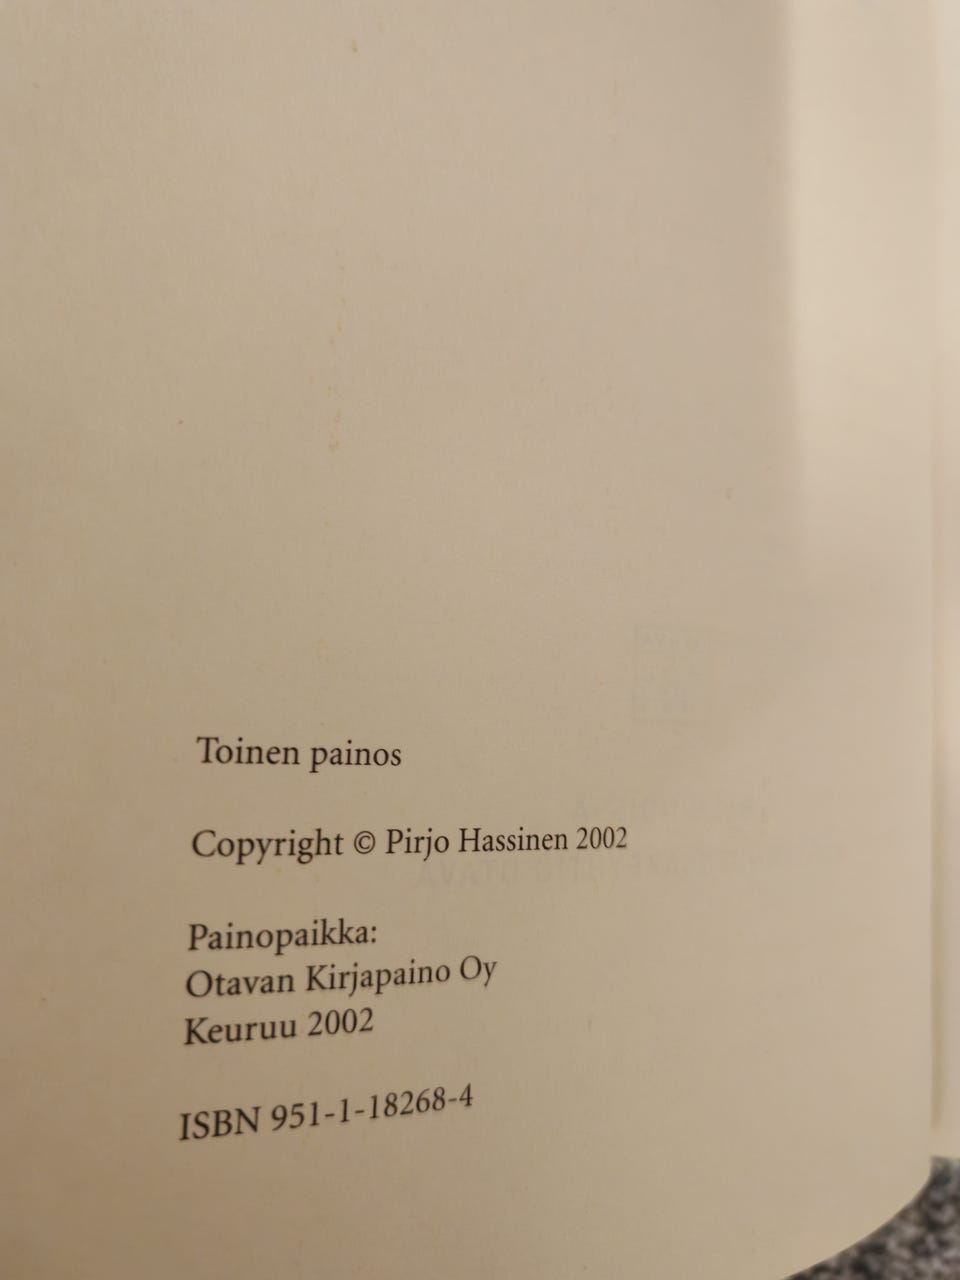 Toinen painos
Copyright © Pirjo Hassinen 2002
Painopaikka:
Otavan Kirjapaino Oy
Keuruu 2002
ISBN 951-1-18268-4